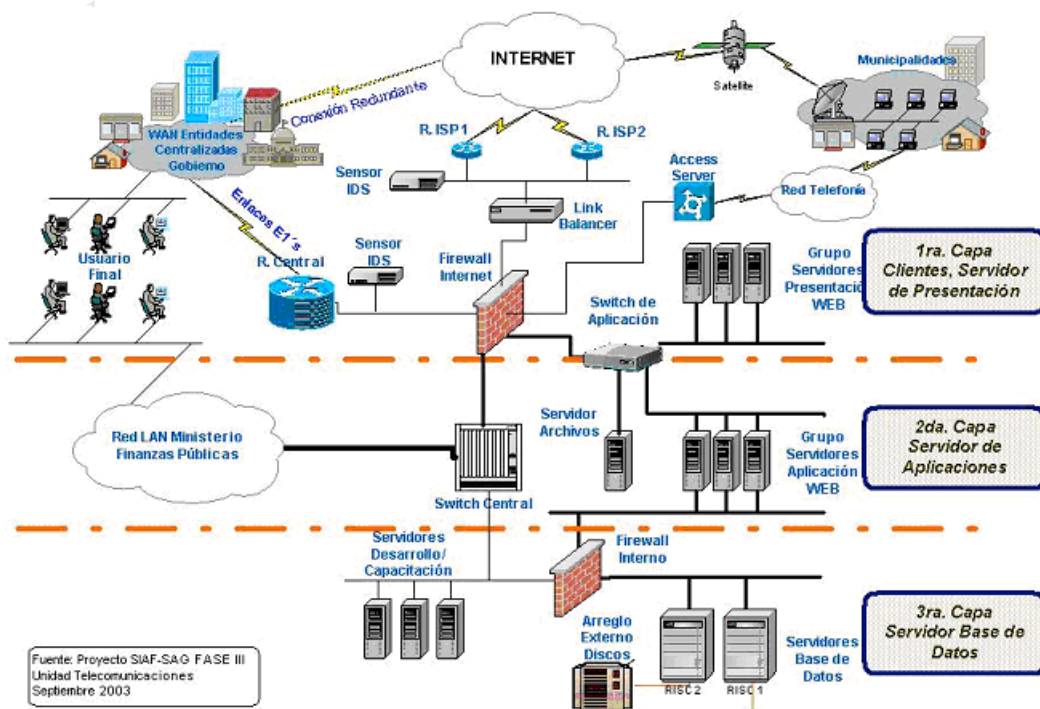 INTERNET
Satelite
Municipalidades
Conexión Redundante
WAN Entidades
Centralizadas
Gobierno
R. ISP1
R. ISP2
Sensor
IDS
Access
Server
Red Telefonía
Link
Balancer
Enlaces E1´s
Usuario
Final
R. Central
Sensor
IDS
Firewall
Internet
Switch de
Aplicación
Grupo
Servidores
Presentación
WEB
1ra. Capa
Clientes, Servidor
de Presentación
Red LAN Ministerio
Finanzas Públicas
Switch Central
Servidor
Archivos
Grupo
Servidores
Aplicación
WEB
2da. Capa
Servidor de
Aplicaciones
Servidores
Desarrollo/
Capacitación
Firewall
Interno
Arreglo
Externo
Discos
RISC 2
RISC 1
Servidores
Base de
Datos
3ra. Capa
Servidor Base de
Datos
Fuente: Proyecto SIAF-SAG FASE III
Unidad Telecomunicaciones
Septiembre 2003